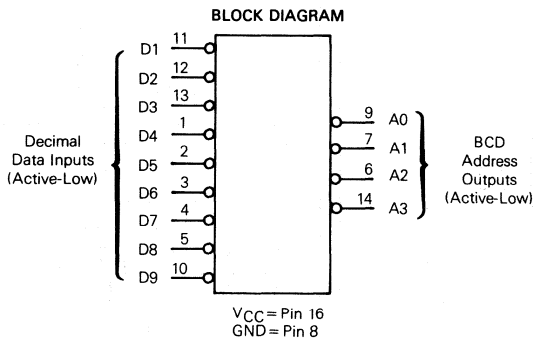 BLOCK DIAGRAM
D1 11
D2 12
D3 13
D4 1
D5 2
D6 3
D7 4
D8 5
D9 10
Decimal
Data Inputs
(Active-Low)
9 A0
7 A1
6 A2
14 A3
BCD
Address
Outputs
(Active-Low)
VCC = Pin 16
GND = Pin 8